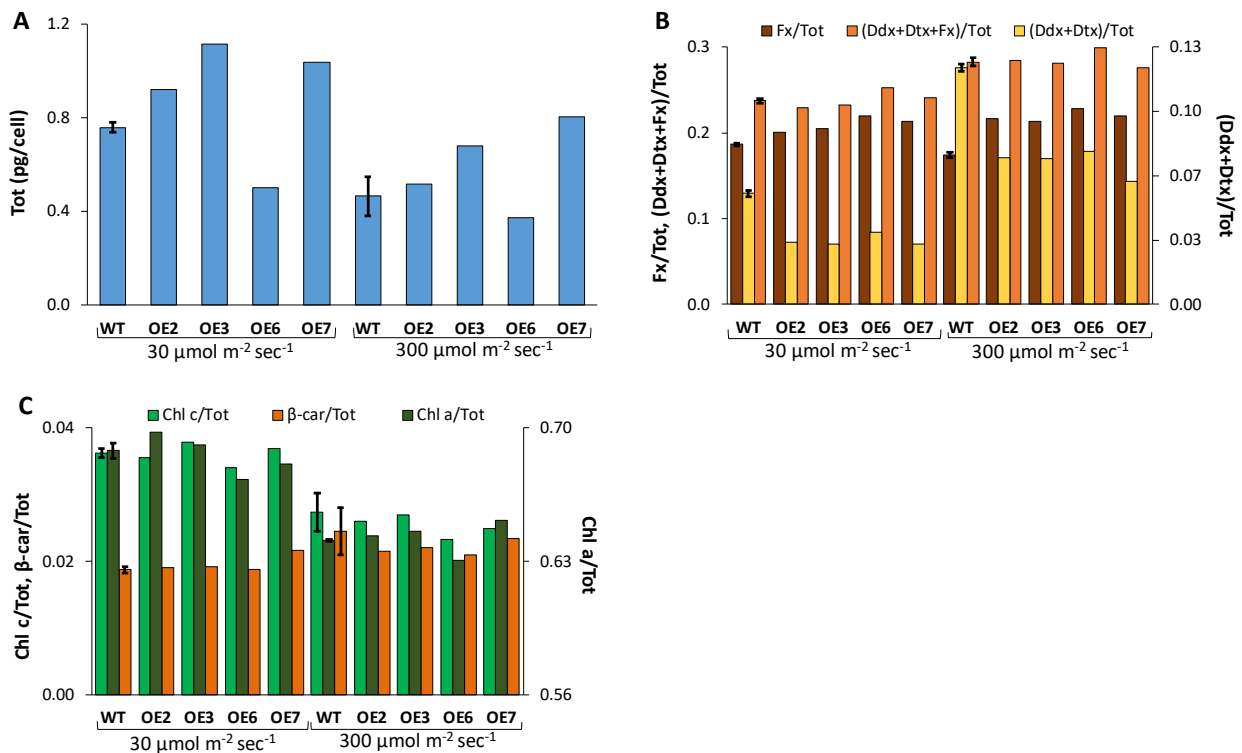 A
Tot (pg/cell)
1.2
0.8
0.4
0.0
WT OE2 OE3 OE6 OE7 WT OE2 OE3 OE6 OE7
30 µmol m⁻² sec⁻¹ 300 µmol m⁻² sec⁻¹
B
Fx/Tot (Ddx+Dtx+Fx)/Tot (Ddx+Dtx)/Tot
Fx/Tot, (Ddx+Dtx+Fx)/Tot
0.3
0.2
0.1
0.0
0.13
0.10
0.07
0.03
0.00
(Ddx+Dtx)/Tot
WT OE2 OE3 OE6 OE7 WT OE2 OE3 OE6 OE7
30 µmol m⁻² sec⁻¹ 300 µmol m⁻² sec⁻¹
C
Chl c/Tot β-car/Tot Chl a/Tot
Chl c/Tot, β-car/Tot
0.04
0.02
0.00
0.70
0.63
0.56
Chl a/Tot
WT OE2 OE3 OE6 OE7 WT OE2 OE3 OE6 OE7
30 µmol m⁻² sec⁻¹ 300 µmol m⁻² sec⁻¹